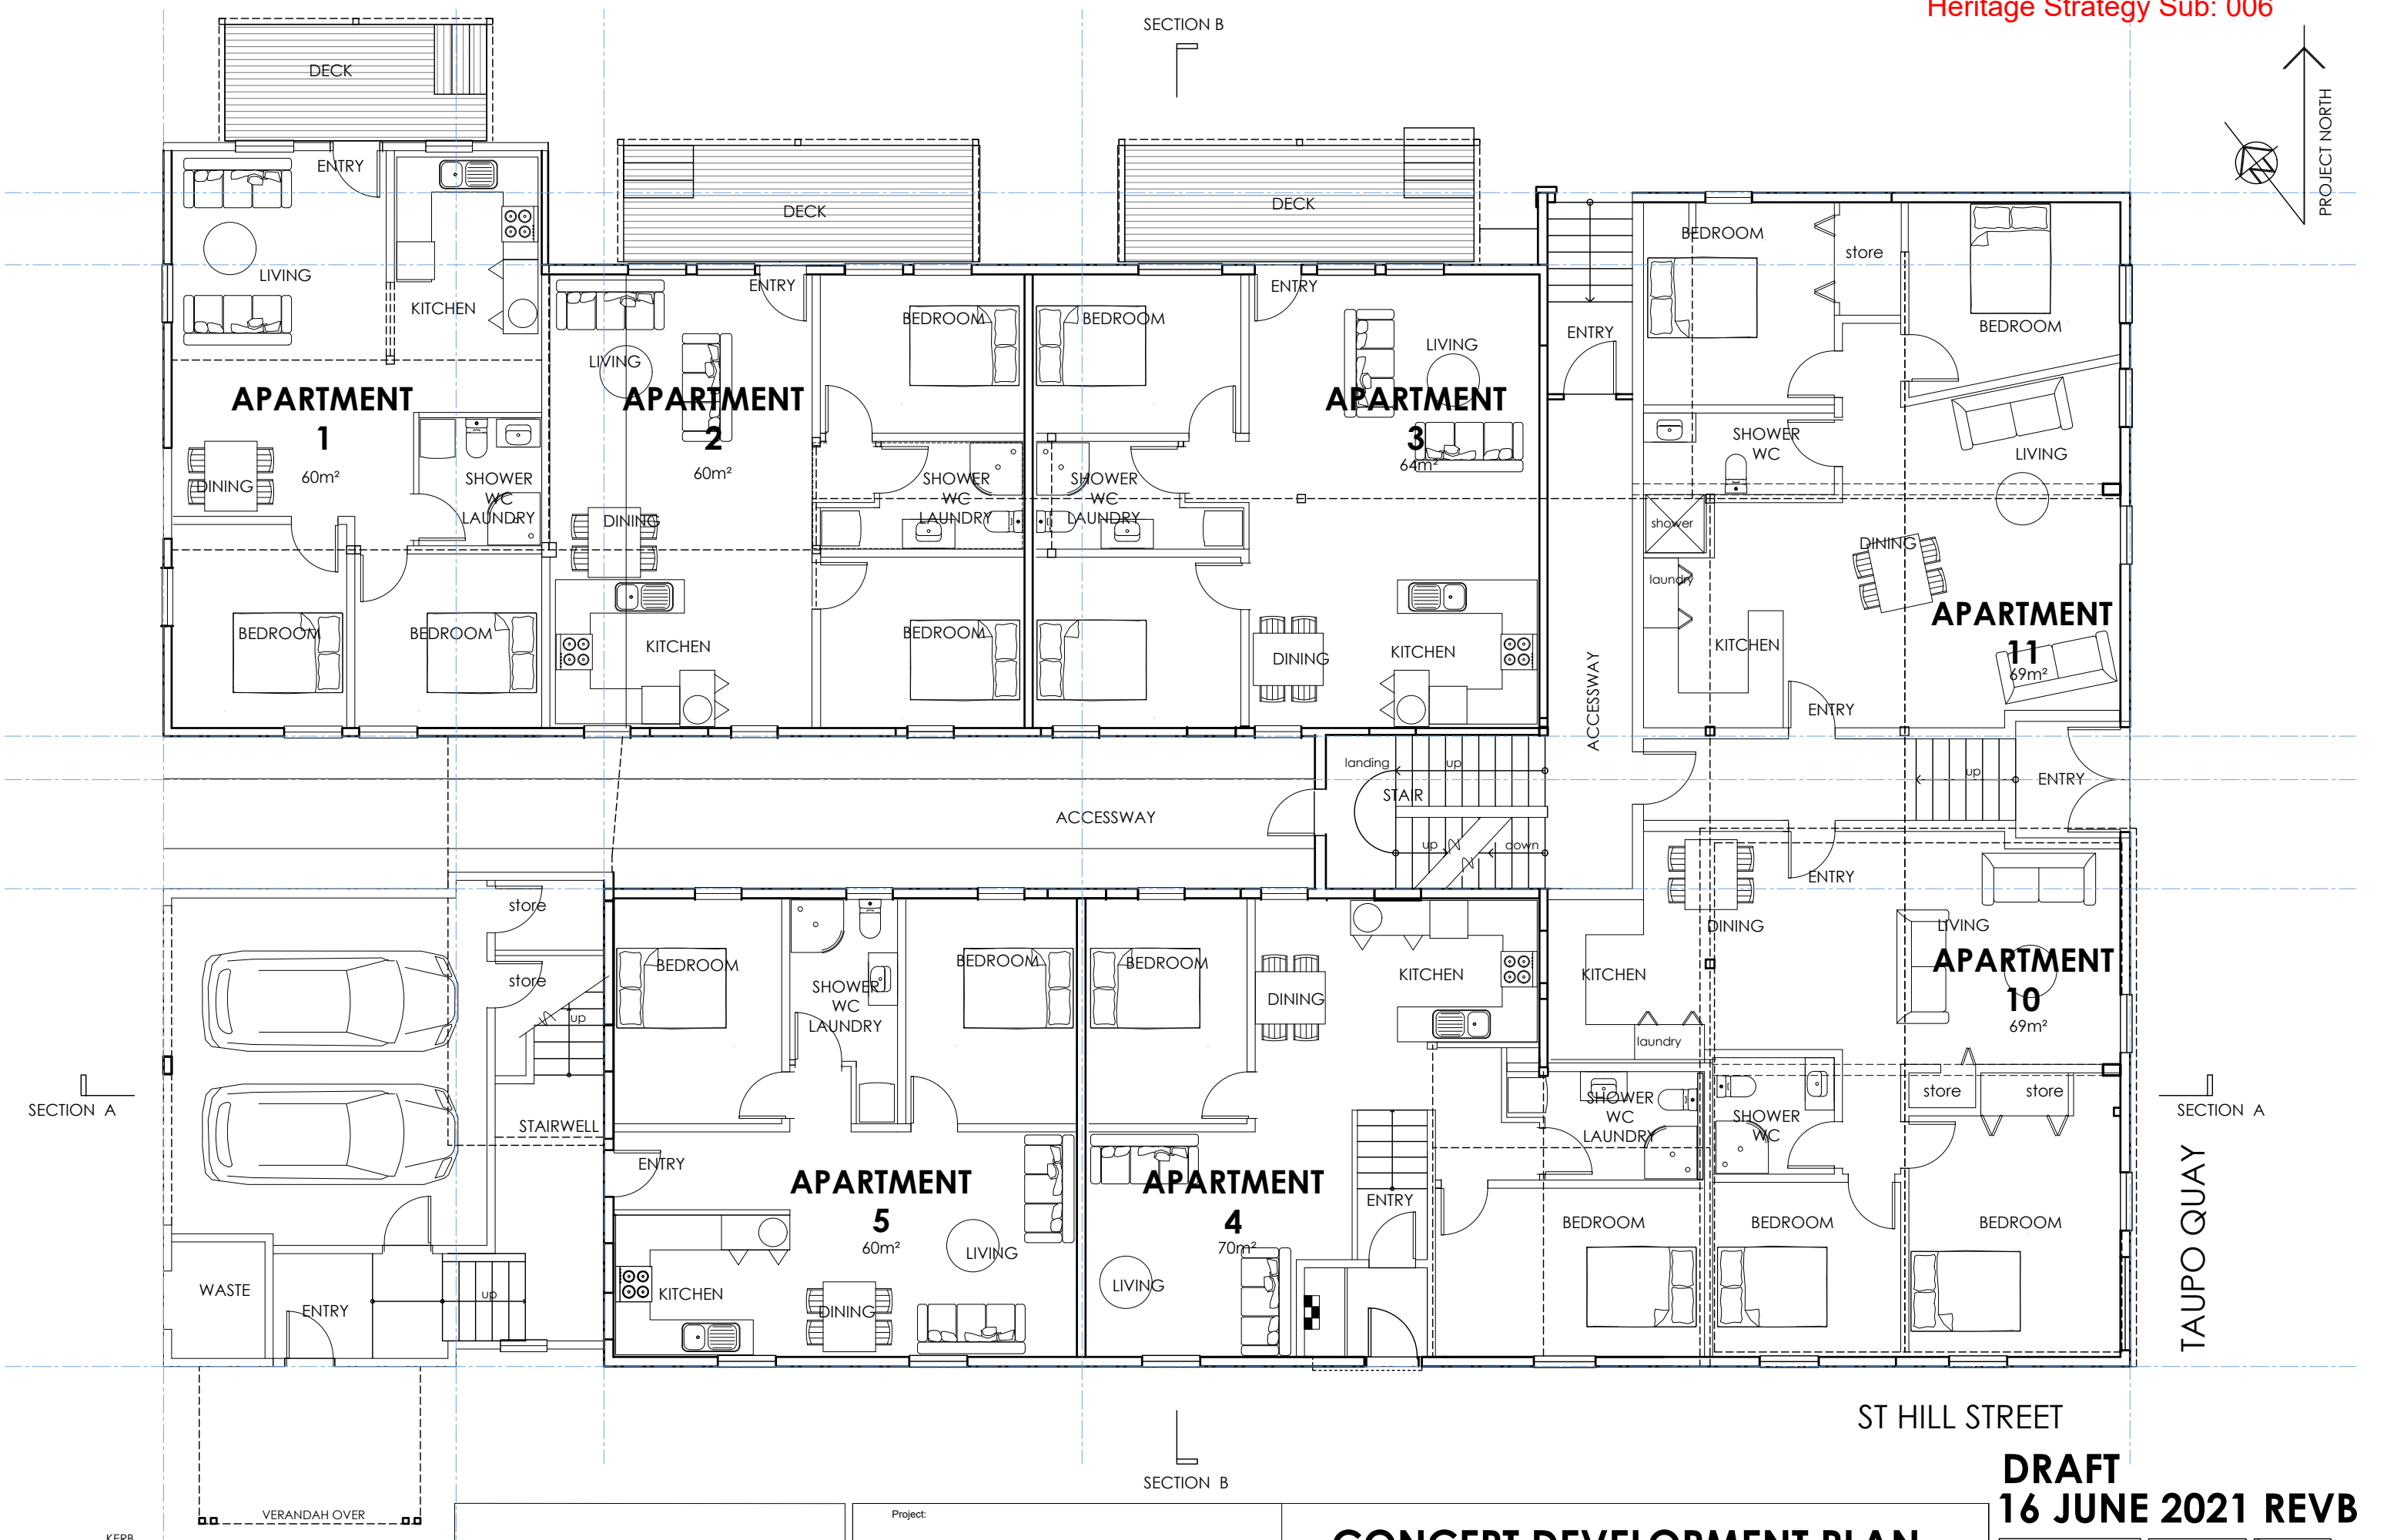 Heritage Strategy Sub: 006
SECTION B
PROJECT NORTH
DECK
ENTRY
LIVING
KITCHEN
APARTMENT
1
60m²
DINING
SHOWER
WC
LAUNDRY
BEDROOM
BEDROOM
DECK
ENTRY
LIVING
APARTMENT
2
60m²
DINING
KITCHEN
BEDROOM
SHOWER
WC
LAUNDRY
BEDROOM
DECK
BEDROOM
ENTRY
LIVING
APARTMENT
3
64m²
SHOWER
WC
LAUNDRY
DINING
KITCHEN
ENTRY
ACCESSWAY
BEDROOM
store
BEDROOM
SHOWER
WC
LIVING
shower
DINING
laundry
APARTMENT
11
69m²
KITCHEN
ENTRY
landing
up
STAIR
up
down
ACCESSWAY
up
ENTRY
store
store
up
STAIRWELL
WASTE
ENTRY
up
BEDROOM
SHOWER
WC
LAUNDRY
BEDROOM
ENTRY
APARTMENT
5
60m²
LIVING
KITCHEN
DINING
BEDROOM
DINING
KITCHEN
APARTMENT
4
70m²
LIVING
ENTRY
SHOWER
WC
LAUNDRY
BEDROOM
ENTRY
DINING
LIVING
APARTMENT
10
69m²
KITCHEN
laundry
store
store
SHOWER
WC
BEDROOM
BEDROOM
SECTION A
SECTION A
TAUPO QUAY
ST HILL STREET
SECTION B
VERANDAH OVER
KERB
Project:
CONCEPT DEVELOPMENT PLAN
DRAFT
16 JUNE 2021 REVB